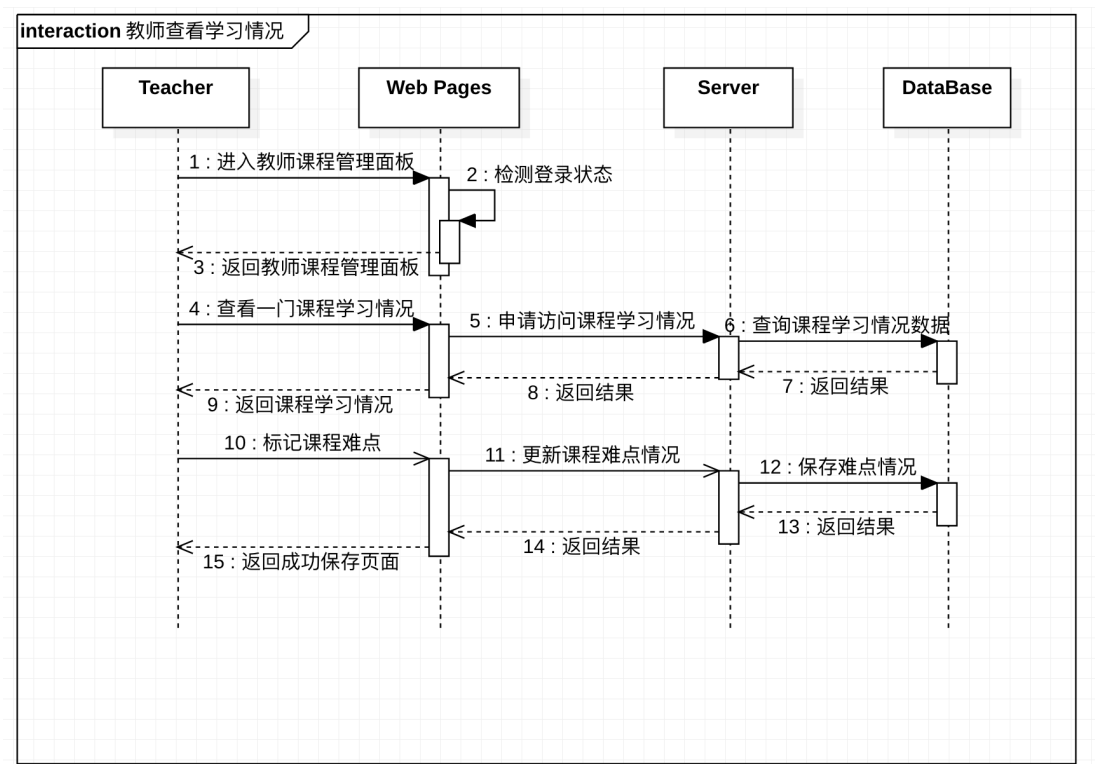 interaction 教师查看学习情况
Teacher
Web Pages
Server
DataBase
1 : 进入教师课程管理面板
2 : 检测登录状态
3 : 返回教师课程管理面板
4 : 查看一门课程学习情况
5 : 申请访问课程学习情况
6 : 查询课程学习情况数据
7 : 返回结果
8 : 返回结果
9 : 返回课程学习情况
10 : 标记课程难点
11 : 更新课程难点情况
12 : 保存难点情况
13 : 返回结果
14 : 返回结果
15 : 返回成功保存页面